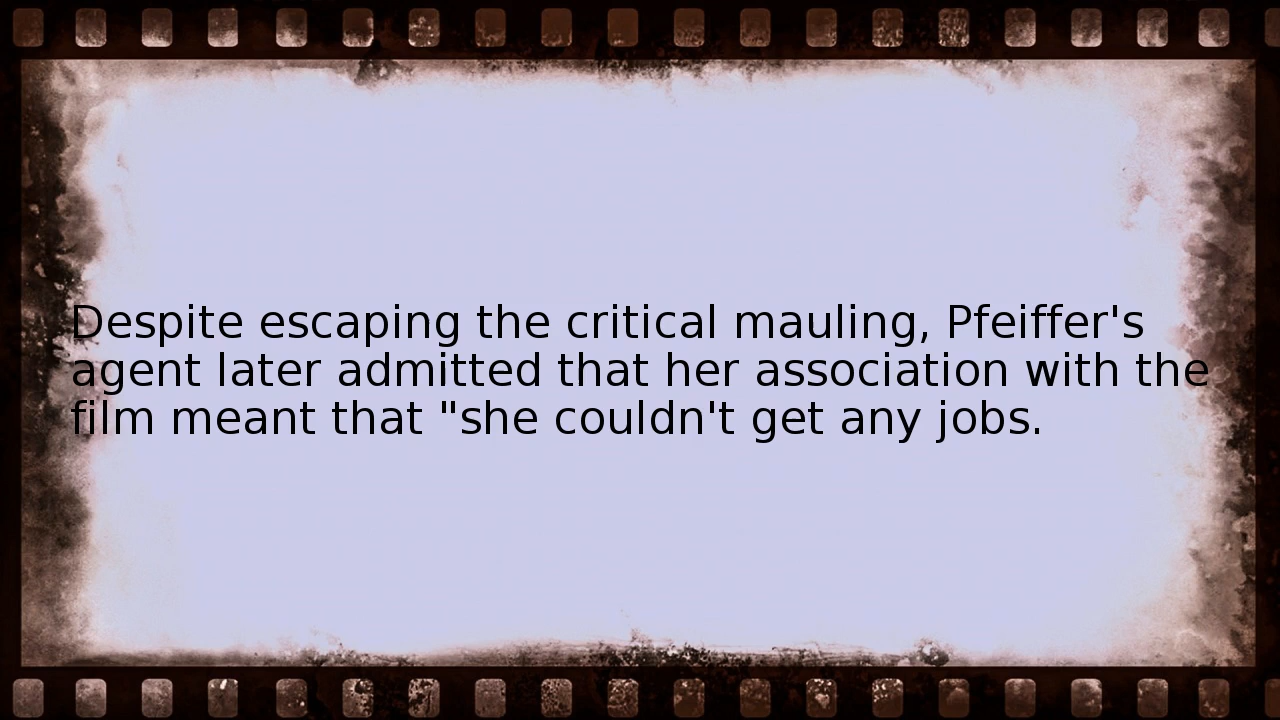 Despite escaping the critical mauling, Pfeiffer's
agent later admitted that her association with the
film meant that "she couldn't get any jobs.